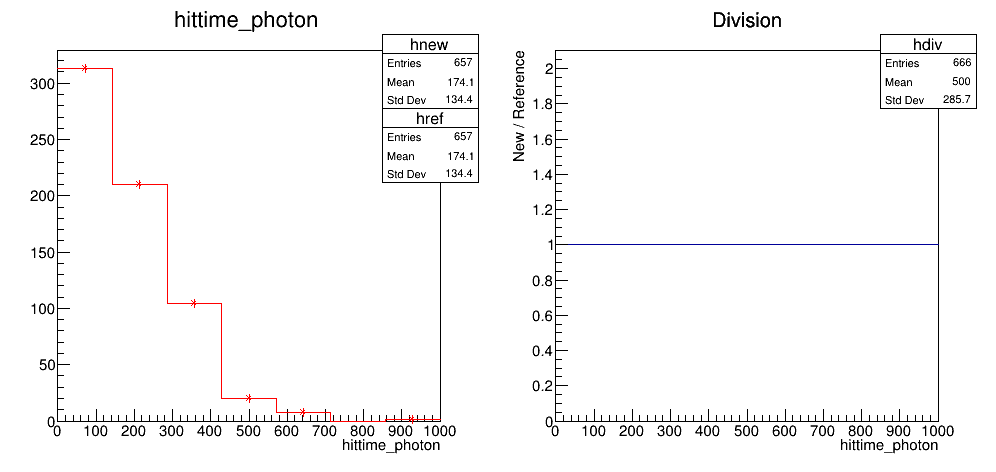 hittime_photon
hnew
Entries 657
Mean 174.1
Std Dev 134.4
href
Entries 657
Mean 174.1
Std Dev 134.4
300
250
200
150
100
50
0
0 100 200 300 400 500 600 700 800 900 1000
hittime_photon
Division
hdiv
Entries 666
Mean 500
Std Dev 285.7
New / Reference
2
1.8
1.6
1.4
1.2
1
0.8
0.6
0.4
0.2
0
0 100 200 300 400 500 600 700 800 900 1000
hittime_photon